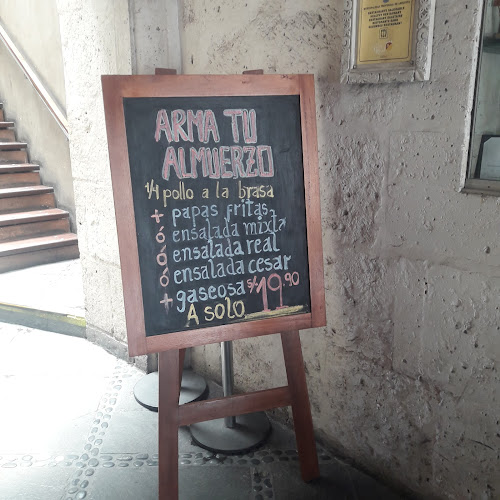 ARMA TU
ALMUERZO
1/4 pollo a la brasa
+ papas fritas
ó ensalada mixta
ó ensalada real
ó ensalada cesar
+ gaseosa S/. 19.90
A SOLO